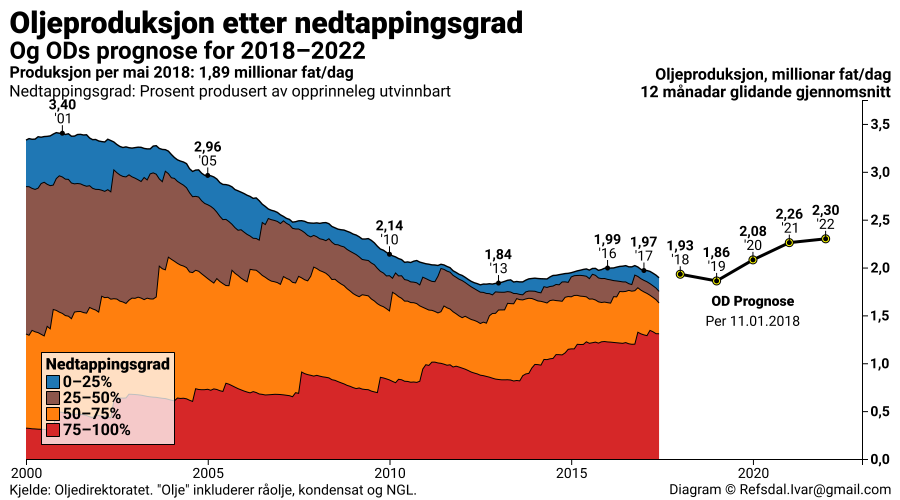 Oljeproduksjon etter nedtappingsgrad
Og ODs prognose for 2018–2022
Produksjon per mai 2018: 1,89 millionar fat/dag
Nedtappingsgrad: Prosent produsert av opprinneleg utvinnbart
Oljeproduksjon, millionar fat/dag
12 månadar glidande gjennomsnitt
3,40
'01
2,96
'05
2,14
'10
1,84
'13
1,99
'16
1,97
'17
1,93
'18
1,86
'19
2,08
'20
2,26
'21
2,30
'22
OD Prognose
Per 11.01.2018
3,5
3,0
2,5
2,0
1,5
1,0
0,5
0,0
Nedtappingsgrad
0–25%
25–50%
50–75%
75–100%
2000 2005 2010 2015 2020
Kjelde: Oljedirektoratet. "Olje" inkluderer råolje, kondensat og NGL.
Diagram © Refsdal.Ivar@gmail.com